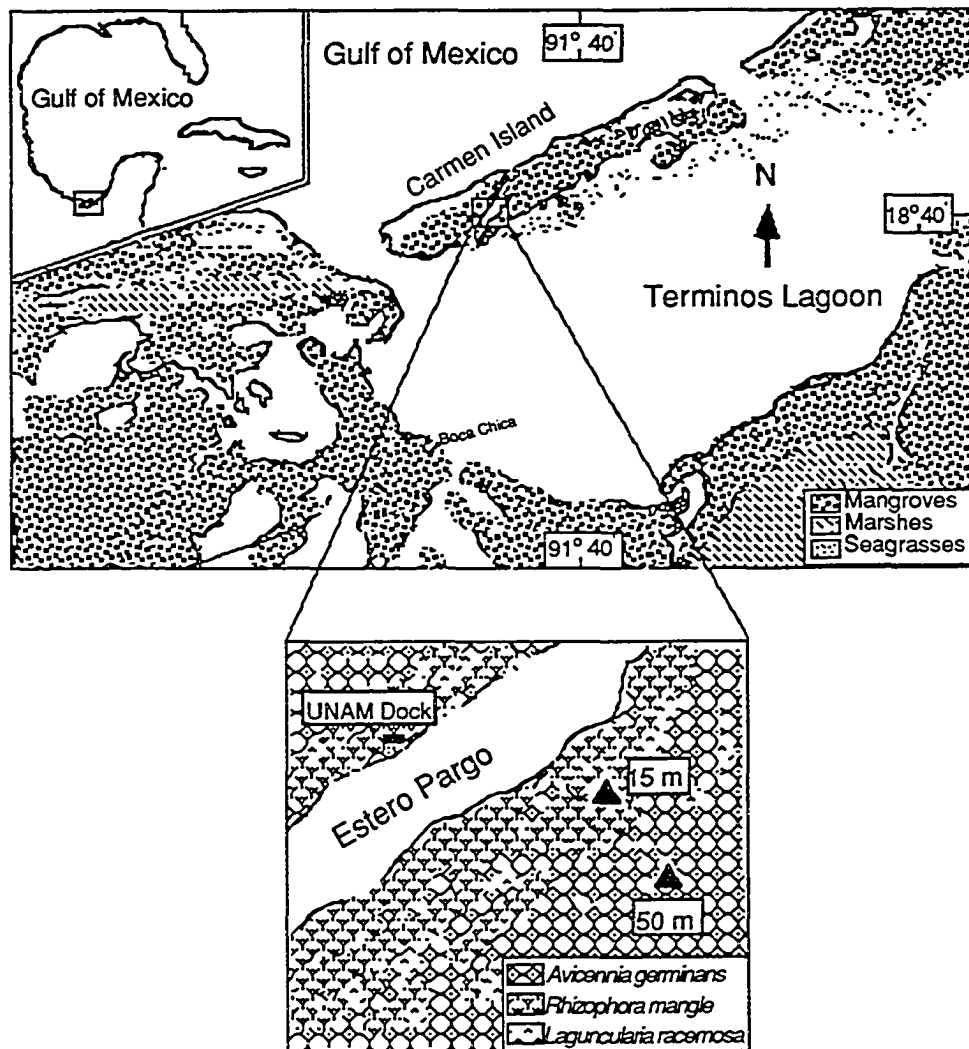 Gulf of Mexico
Gulf of Mexico
91° 40'
Carmen Island
N
18° 40'
Terminos Lagoon
Boca Chica
91° 40'
Mangroves
Marshes
Seagrasses
UNAM Dock
Estero Pargo
15 m
50 m
Avicennia germinans
Rhizophora mangle
Laguncularia racemosa